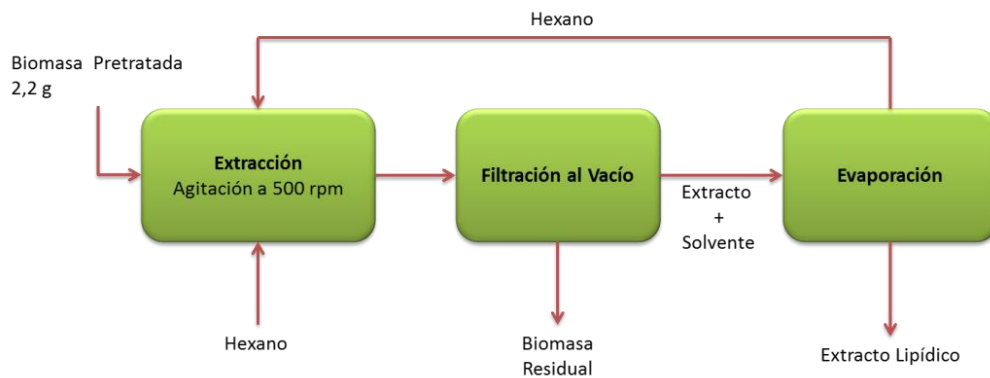 Hexano
Biomasa Pretratada
2,2 g
Extracción
Agitación a 500 rpm
Filtración al Vacío
Extracto
+
Solvente
Evaporación
Hexano
Biomasa
Residual
Extracto Lipídico